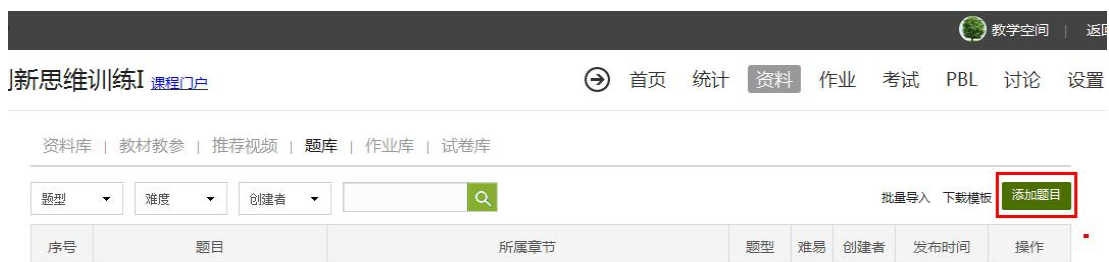 教学空间 | 返回
新思维训练I 课程门户 首页 统计 资料 作业 考试 PBL 讨论 设置
资料库 | 教材教参 | 推荐视频 | 题库 | 作业库 | 试卷库
题型 难度 创建者 批量导入 下载模板 添加题目
序号 题目 所属章节 题型 难易 创建者 发布时间 操作